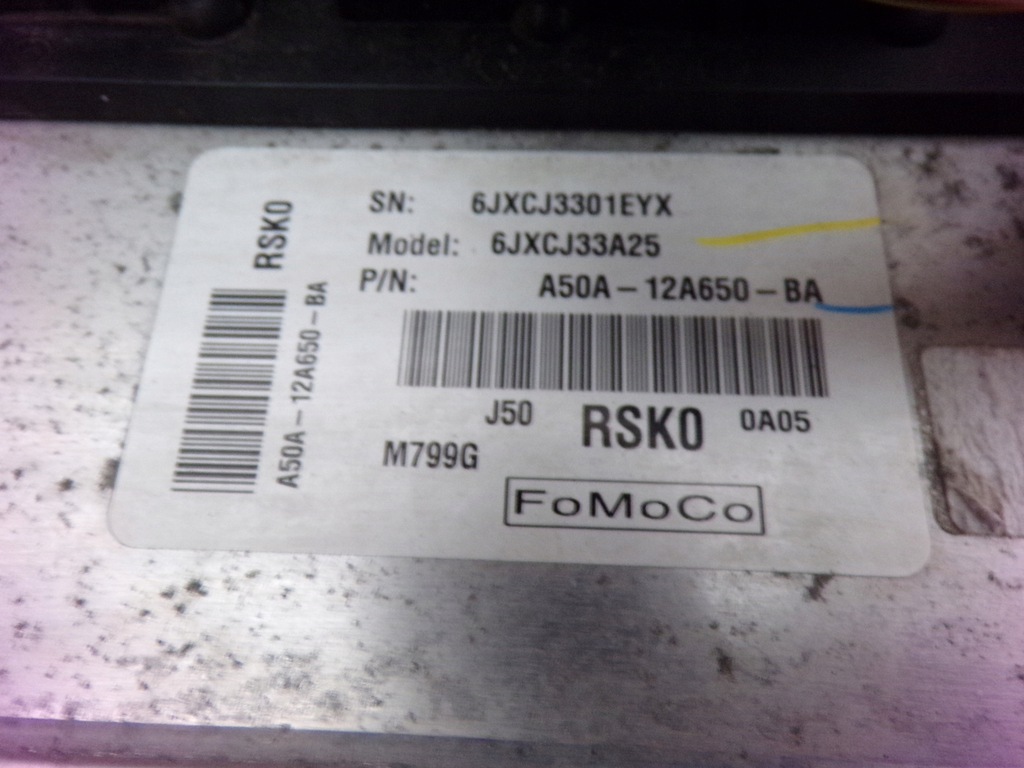 SN: 6JXCJ3301EYX
Model: 6JXCJ33A25
P/N: A50A-12A650-BA
J50 RSK0 0A05
M799G
FoMoCo
RSK0
A50A-12A650-BA